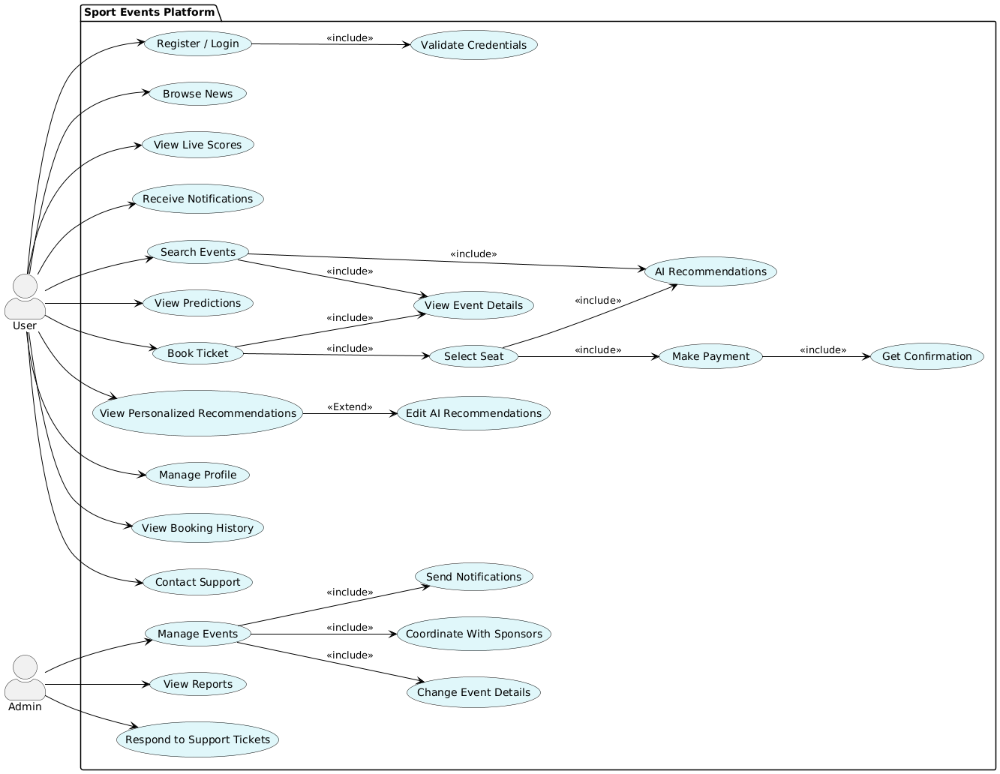 Sport Events Platform
Register / Login
«include»
Validate Credentials
Browse News
View Live Scores
Receive Notifications
Search Events
«include»
AI Recommendations
«include»
View Event Details
View Predictions
«include»
«include»
User
Book Ticket
«include»
Select Seat
«include»
Make Payment
«include»
Get Confirmation
View Personalized Recommendations
«Extend»
Edit AI Recommendations
Manage Profile
View Booking History
Contact Support
Send Notifications
«include»
Manage Events
«include»
Coordinate With Sponsors
«include»
Change Event Details
View Reports
Admin
Respond to Support Tickets